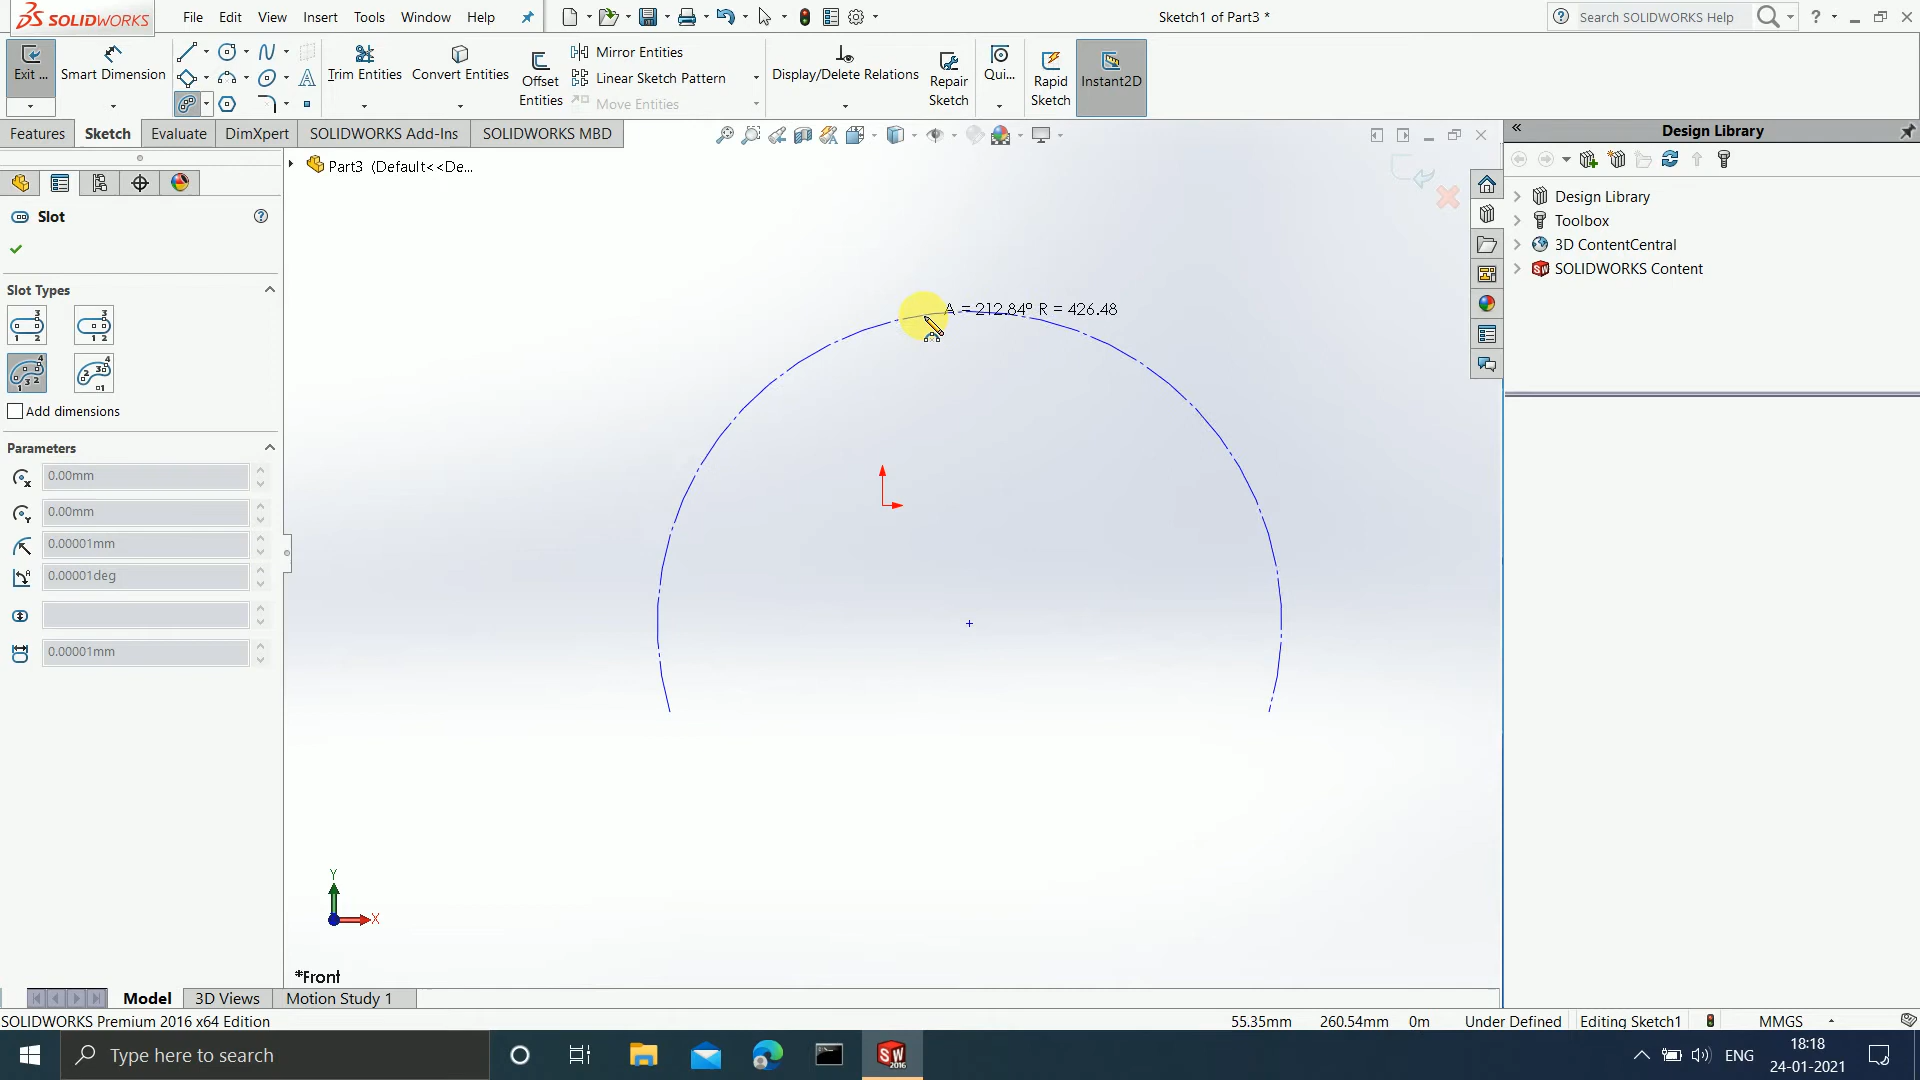 SOLIDWORKS
File Edit View Insert Tools Window Help
Sketch1 of Part3 *
Search SOLIDWORKS Help
Exit ...
Smart Dimension
Trim Entities
Convert Entities
Offset Entities
Mirror Entities
Linear Sketch Pattern
Move Entities
Display/Delete Relations
Repair Sketch
Qui...
Rapid Sketch
Instant2D
Features Sketch Evaluate DimXpert SOLIDWORKS Add-Ins SOLIDWORKS MBD
Part3 (Default<<De...
Design Library
Design Library
Toolbox
3D ContentCentral
SOLIDWORKS Content
Slot
Slot Types
Add dimensions
Parameters
0.00mm
0.00mm
0.00001mm
0.00001deg
0.00001mm
A = 212.84° R = 426.48
Y
X
*Front
Model 3D Views Motion Study 1
SOLIDWORKS Premium 2016 x64 Edition
55.35mm 260.54mm 0m Under Defined Editing Sketch1 MMGS
Type here to search
SW 2016
ENG
18:18
24-01-2021